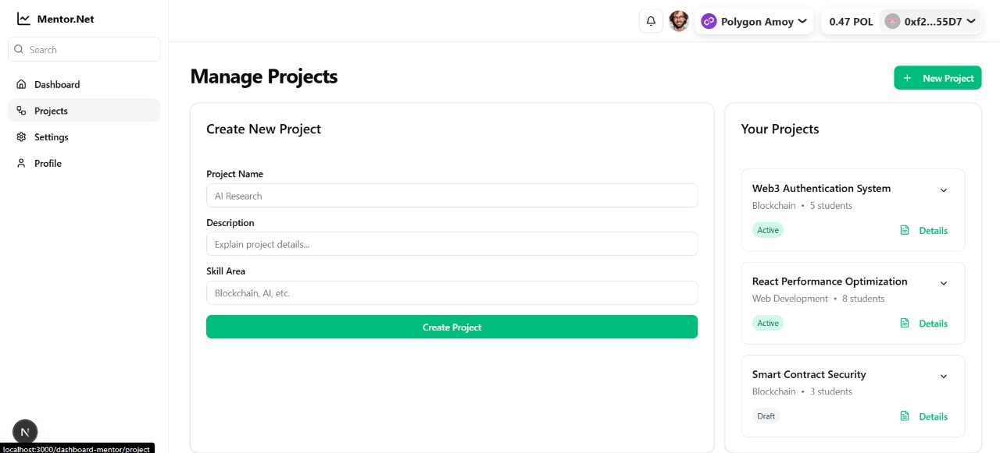 Mentor.Net
Search
Dashboard
Projects
Settings
Profile
Polygon Amoy
0.47 POL
0xf2...55D7
Manage Projects
+ New Project
Create New Project
Project Name
AI Research
Description
Explain project details...
Skill Area
Blockchain, AI, etc.
Create Project
Your Projects
Web3 Authentication System
Blockchain • 5 students
Active
Details
React Performance Optimization
Web Development • 8 students
Active
Details
Smart Contract Security
Blockchain • 3 students
Draft
Details
N
localhost:3000/dashboard-mentor/project